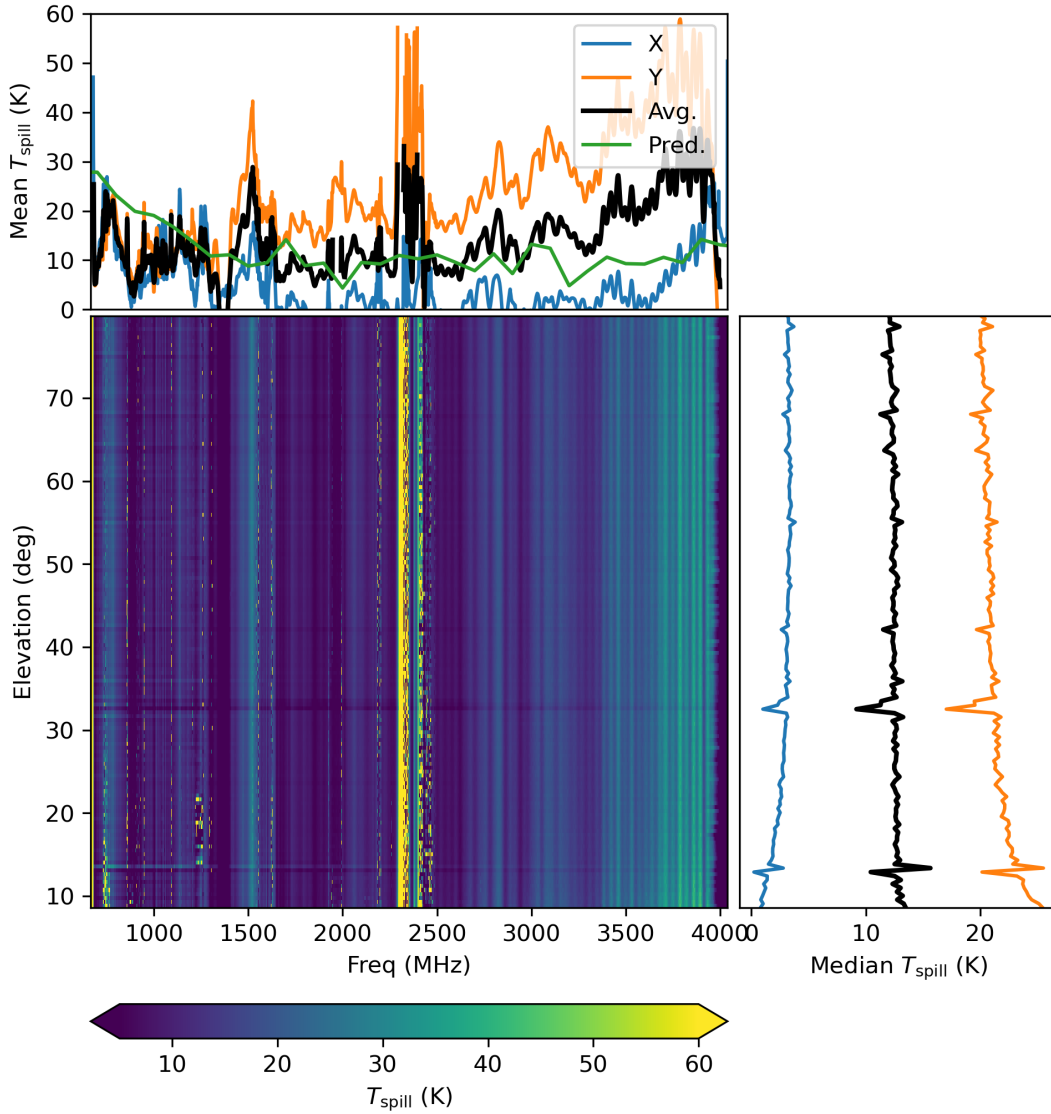 60
50
40
30
20
10
0
Mean T_spill (K)
X
Y
Avg.
Pred.
70
60
50
40
30
20
10
Elevation (deg)
1000 1500 2000 2500 3000 3500 4000
Freq (MHz)
0 10 20
Median T_spill (K)
10 20 30 40 50 60
T_spill (K)